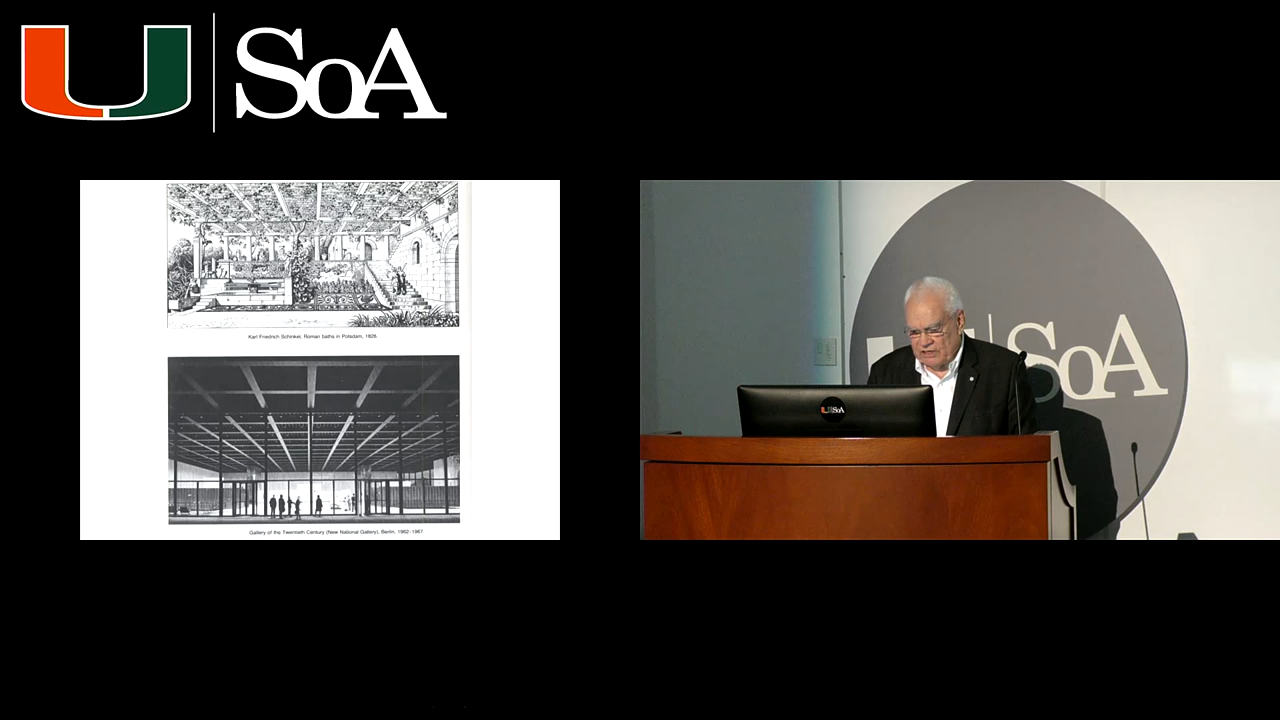 U SoA
Karl Friedrich Schinkel, Roman baths in Potsdam, 1826.
Gallery of the Twentieth Century (New National Gallery), Berlin, 1962-1967
SoA
U SoA